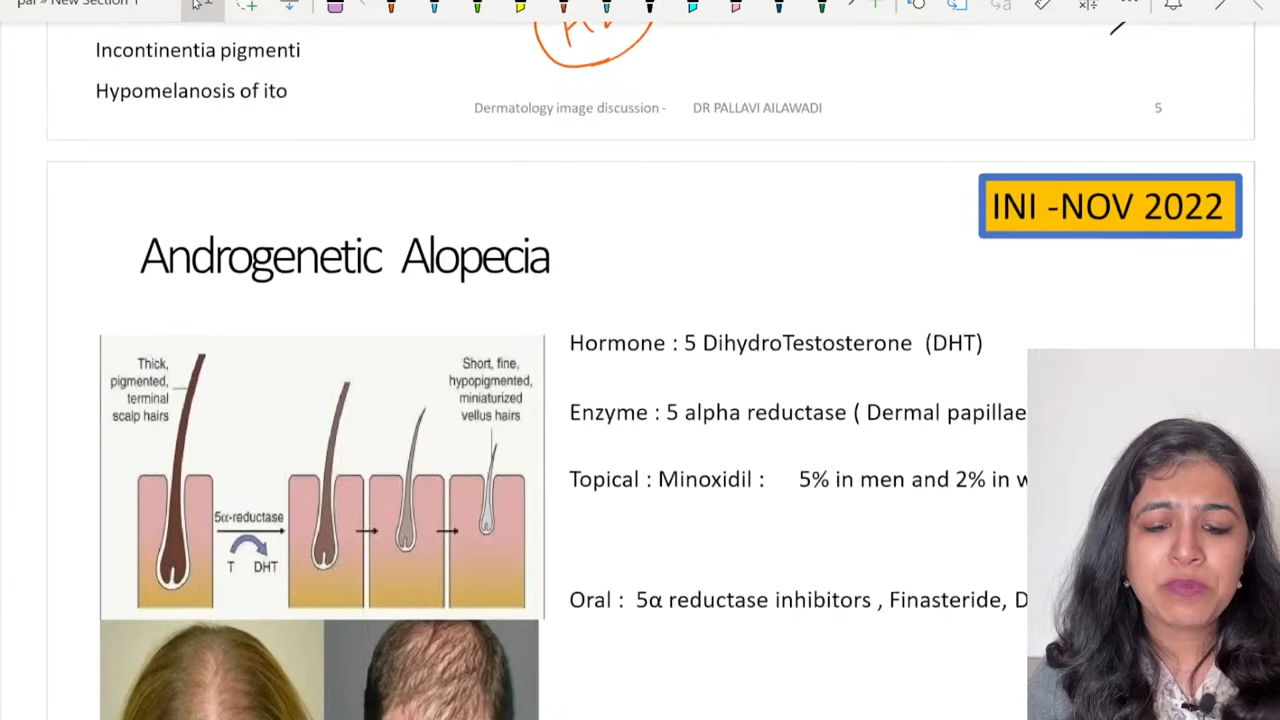 Incontinentia pigmenti
Hypomelanosis of ito
Dermatology image discussion - DR PALLAVI AILAWADI 5
INI -NOV 2022
Androgenetic Alopecia
Thick,
pigmented,
terminal
scalp hairs
Short, fine,
hypopigmented,
miniaturized
vellus hairs
5α-reductase
T DHT
Hormone : 5 DihydroTestosterone (DHT)
Enzyme : 5 alpha reductase ( Dermal papillae
Topical : Minoxidil : 5% in men and 2% in
Oral : 5α reductase inhibitors , Finasteride,